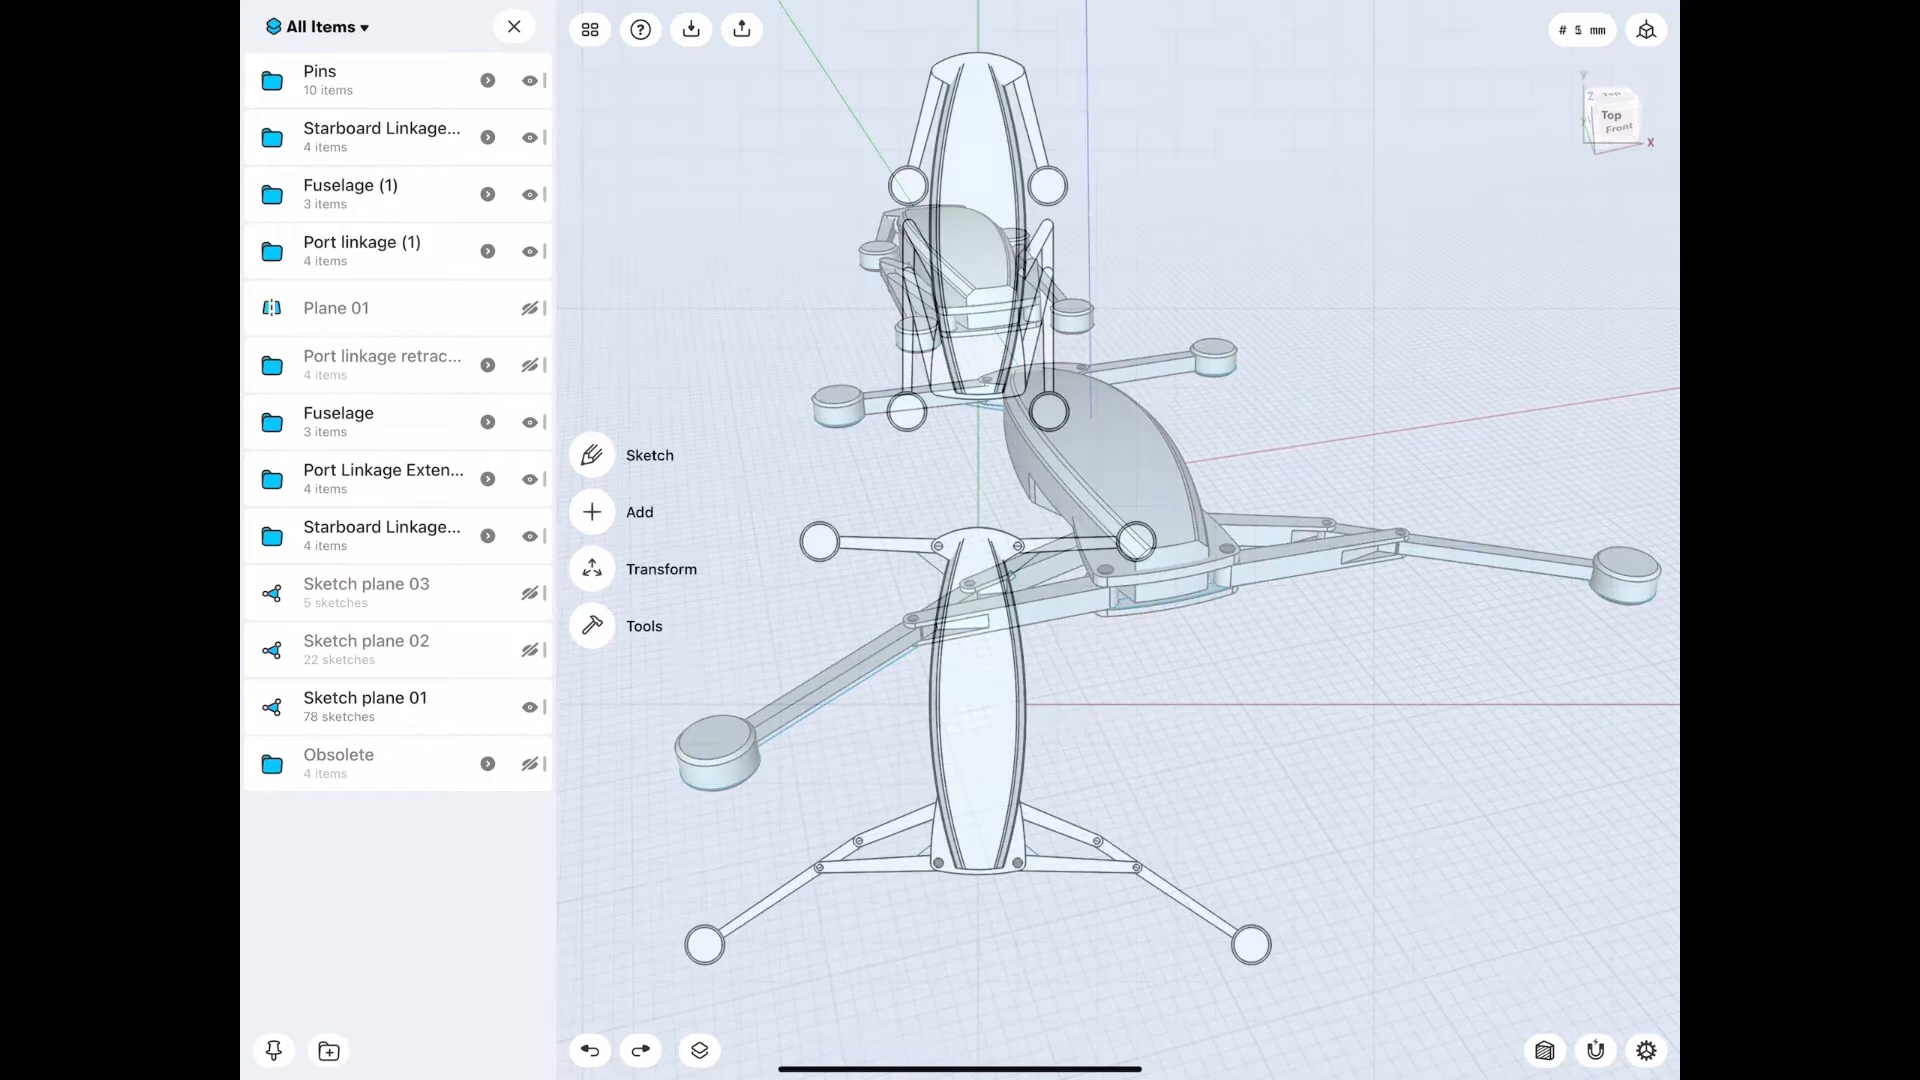 All Items
Pins
10 items
Starboard Linkage...
4 items
Fuselage (1)
3 items
Port linkage (1)
4 items
Plane 01
Port linkage retrac...
4 items
Fuselage
3 items
Port Linkage Exten...
4 items
Starboard Linkage...
4 items
Sketch plane 03
5 sketches
Sketch plane 02
22 sketches
Sketch plane 01
78 sketches
Obsolete
4 items
Sketch
Add
Transform
Tools
# 5 mm
Y
Z
Top
Top
Front
X